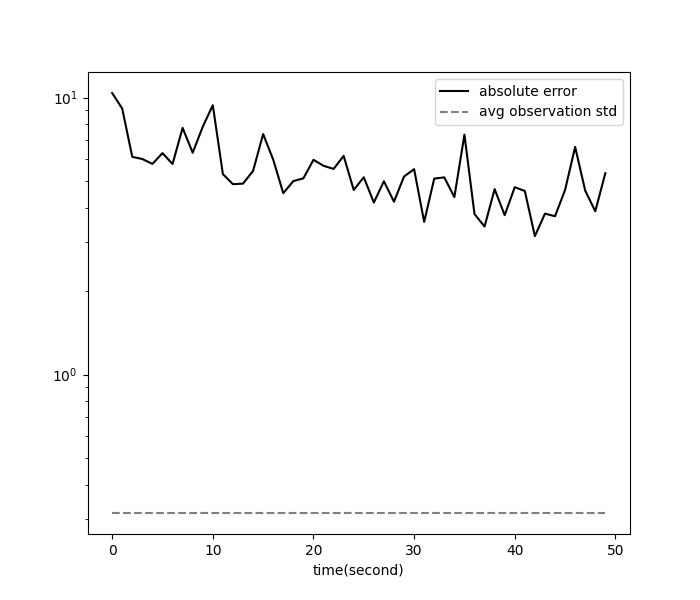 absolute error
avg observation std
10¹
10⁰
0 10 20 30 40 50
time(second)